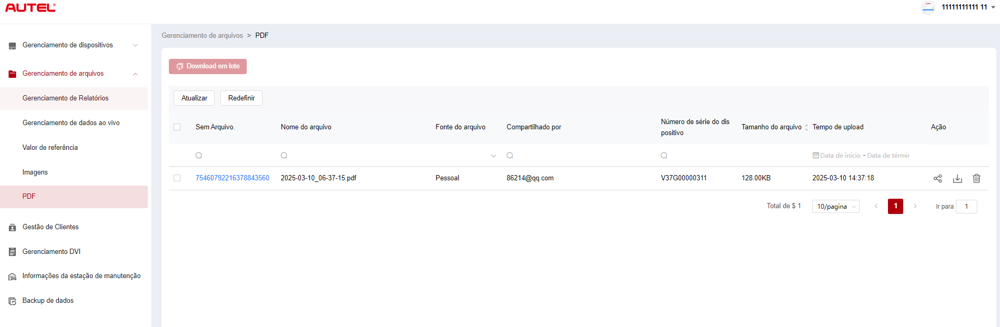 AUTEL
11111111111 11
Gerenciamento de dispositivos
Gerenciamento de arquivos
Gerenciamento de Relatórios
Gerenciamento de dados ao vivo
Valor de referência
Imagens
PDF
Gestão de Clientes
Gerenciamento DVI
Informações da estação de manutenção
Backup de dados
Gerenciamento de arquivos > PDF
Download em lote
Atualizar Redefinir
Sem Arquivo. Nome do arquivo Fonte do arquivo Compartilhado por Número de série do dis
positivo Tamanho do arquivo Tempo de upload Ação
Data de início - Data de térmir
75460792216378843560 2025-03-10_06-37-15.pdf Pessoal 86214@qq.com V37G00000311 128.00KB 2025-03-10 14:37:18
Total de $ 1 10/pagina 1 Ir para 1